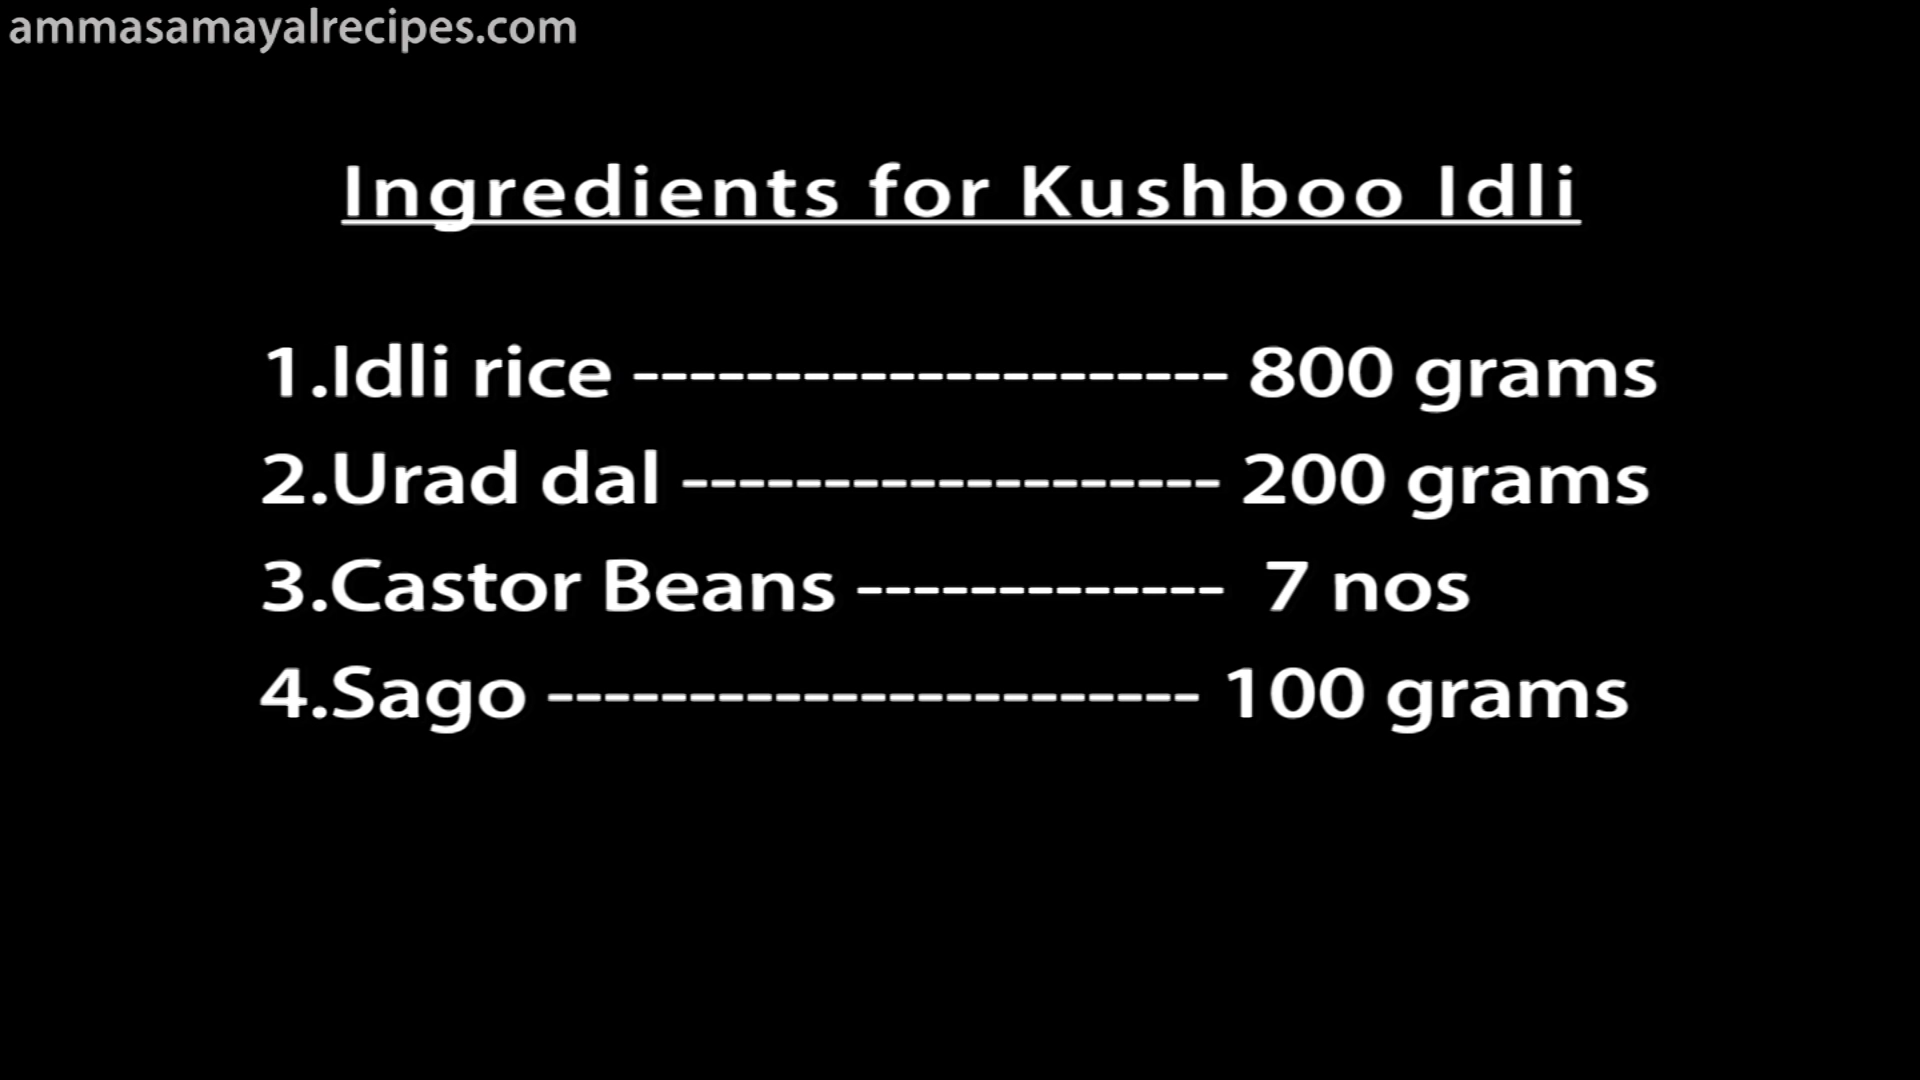 ammasamayalrecipes.com
Ingredients for Kushboo Idli
1.Idli rice --------------------- 800 grams
2.Urad dal ------------------- 200 grams
3.Castor Beans ------------- 7 nos
4.Sago ----------------------- 100 grams